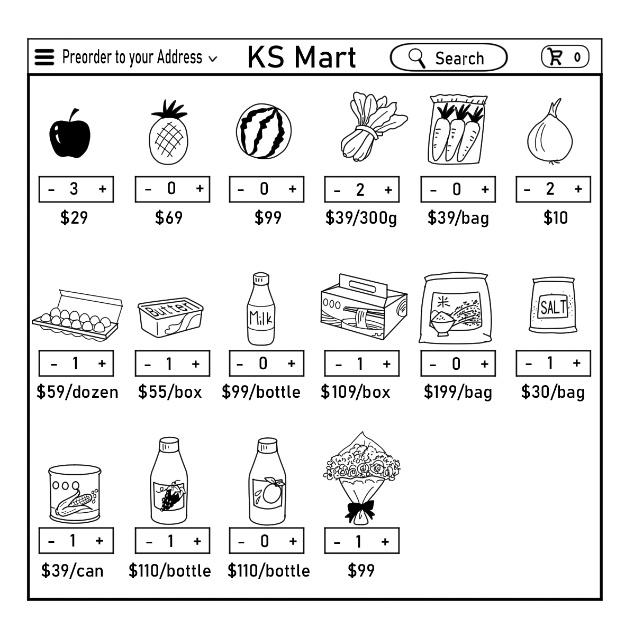 Preorder to your Address KS Mart Search 0
- 3 + - 0 + - 0 + - 2 + - 0 + - 2 +
$29 $69 $99 $39/300g $39/bag $10
Butter Milk SALT
- 1 + - 1 + - 0 + - 1 + - 0 + - 1 +
$59/dozen $55/box $99/bottle $109/box $199/bag $30/bag
- 1 + - 1 + - 0 + - 1 +
$39/can $110/bottle $110/bottle $99